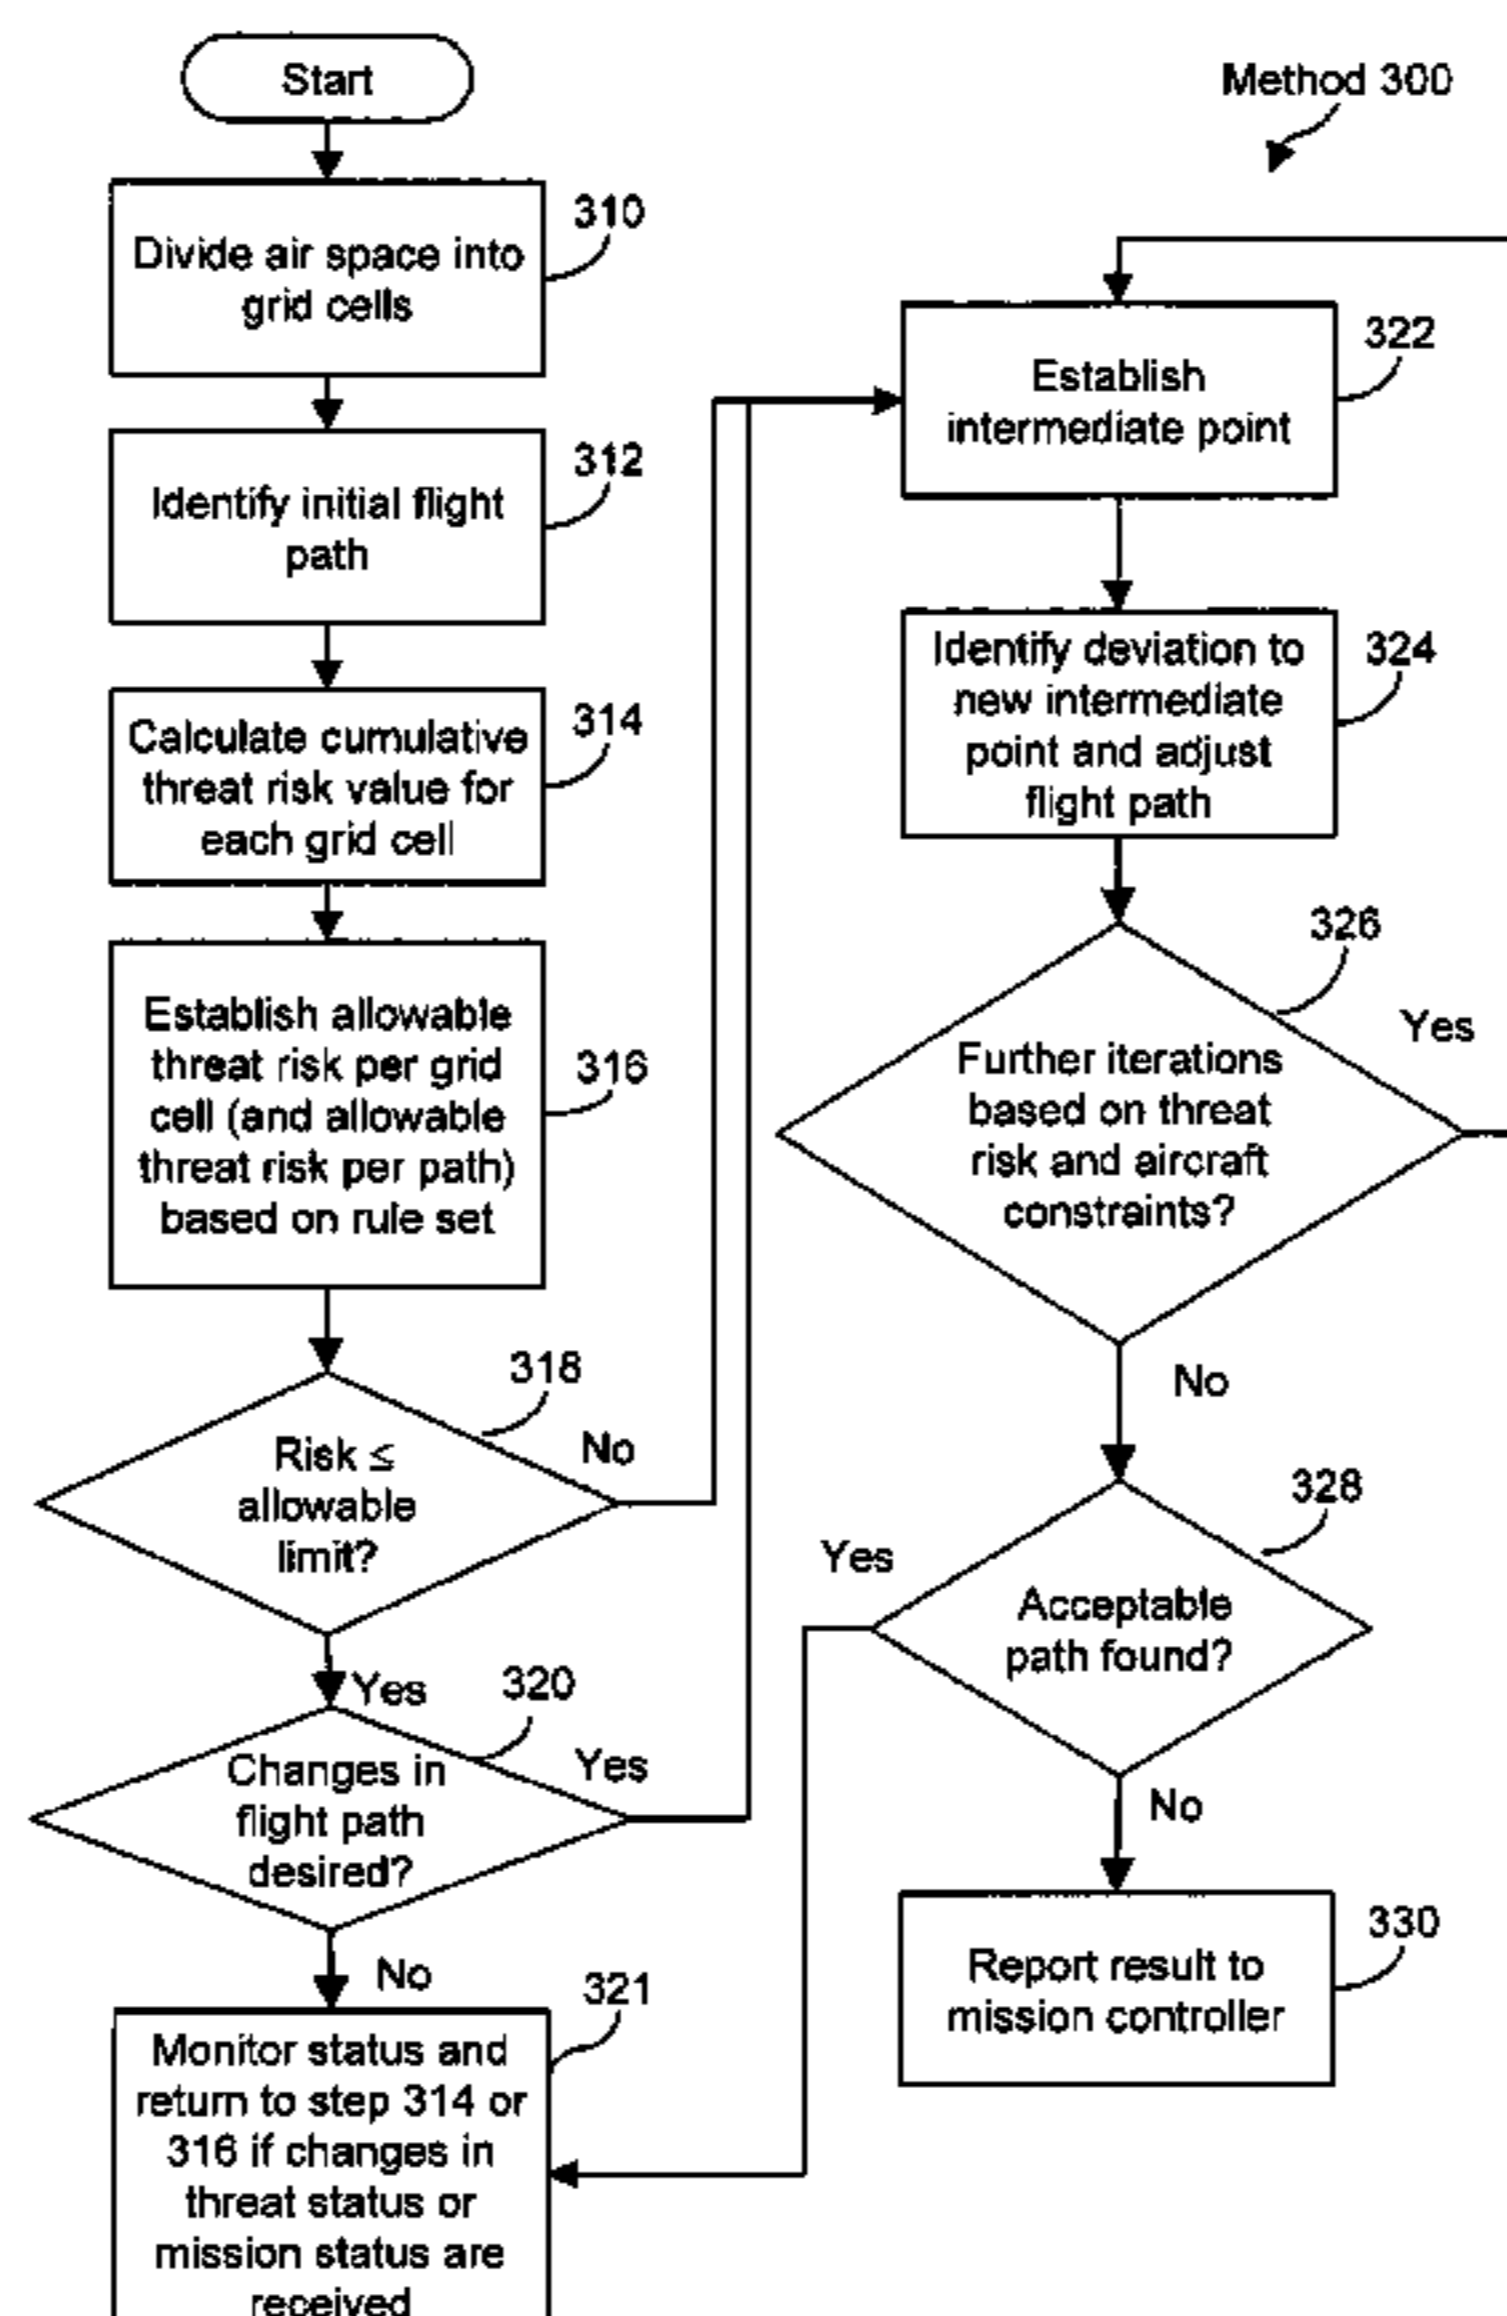 Start
Method 300
310
Divide air space into
grid cells
312
Identify initial flight
path
314
Calculate cumulative
threat risk value for
each grid cell
316
Establish allowable
threat risk per grid
cell (and allowable
threat risk per path)
based on rule set
318
Risk ≤
allowable
limit?
No
Yes
320
Changes in
flight path
desired?
Yes
No
321
Monitor status and
return to step 314 or
316 if changes in
threat status or
mission status are
received
322
Establish
intermediate point
324
Identify deviation to
new intermediate
point and adjust
flight path
326
Further iterations
based on threat
risk and aircraft
constraints?
Yes
No
328
Acceptable
path found?
Yes
No
330
Report result to
mission controller